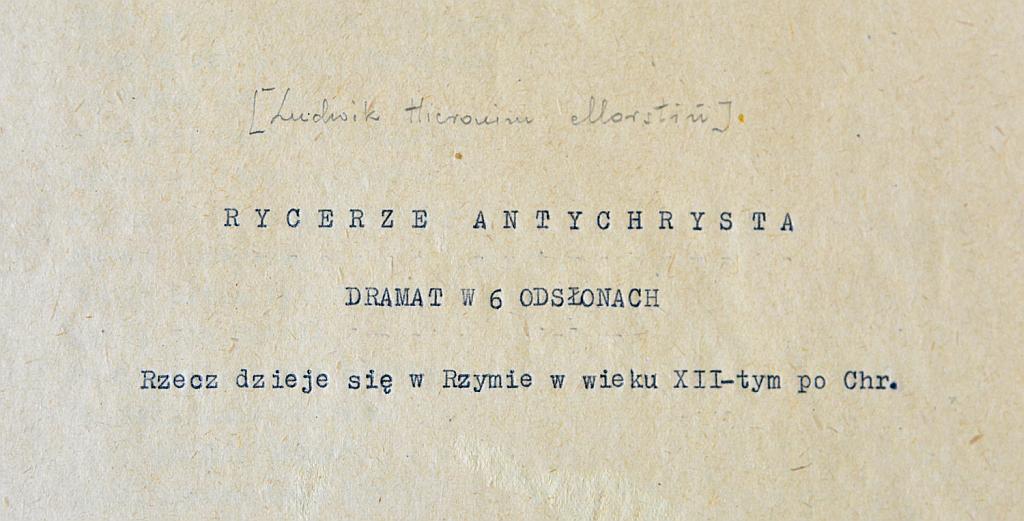 [Ludwik Hieronim Morstin].
RYCERZE ANTYCHRYSTA
DRAMAT W 6 ODSŁONACH
Rzecz dzieje się w Rzymie w wieku XII-tym po Chr.